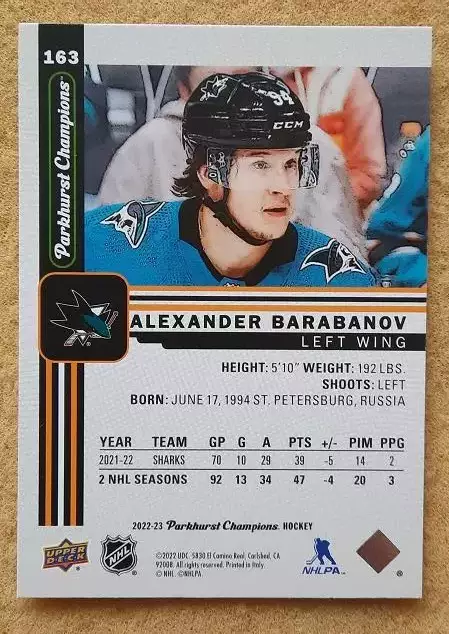 163
Parkhurst Champions
94
CCM
ALEXANDER BARABANOV
LEFT WING
HEIGHT: 5'10" WEIGHT: 192 LBS.
SHOOTS: LEFT
BORN: JUNE 17, 1994 ST. PETERSBURG, RUSSIA
YEAR TEAM GP G A PTS +/- PIM PPG
2021-22 SHARKS 70 10 29 39 -5 14 2
2 NHL SEASONS 92 13 34 47 -4 20 3
2022-23 Parkhurst Champions HOCKEY
UPPER DECK
NHL
©2022 UDC. 5830 El Camino Real, Carlsbad, CA
92008. All rights reserved. Printed in Italy.
© NHL. ©NHLPA.
NHLPA
®